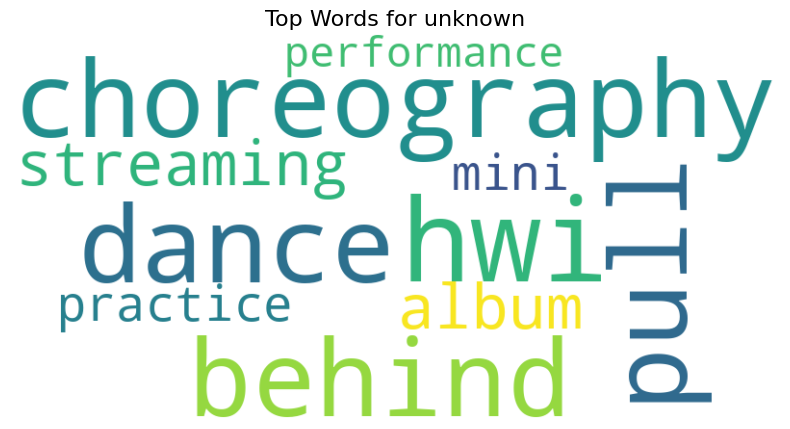 Top Words for unknown
performance
choreography
streaming
mini
pull
dance
hwi
practice
album
behind